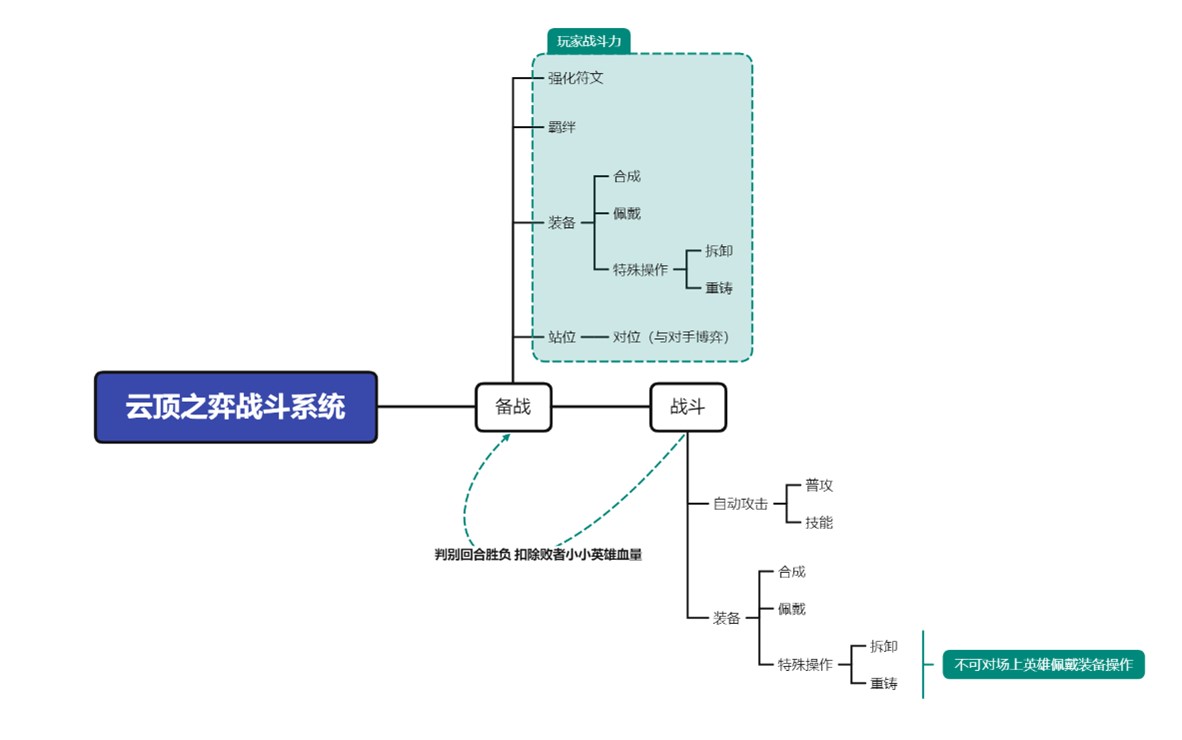 玩家战斗力
强化符文
羁绊
装备
合成
佩戴
特殊操作
拆卸
重铸
站位
对位（与对手博弈）
云顶之弈战斗系统
备战
战斗
判别回合胜负 扣除败者小小英雄血量
自动攻击
普攻
技能
装备
合成
佩戴
特殊操作
拆卸
重铸
不可对场上英雄佩戴装备操作